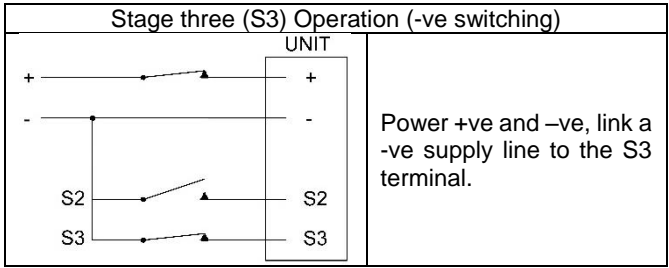 Stage three (S3) Operation (-ve switching)
UNIT
+ +
- -
S2 S2
S3 S3
Power +ve and –ve, link a
-ve supply line to the S3
terminal.